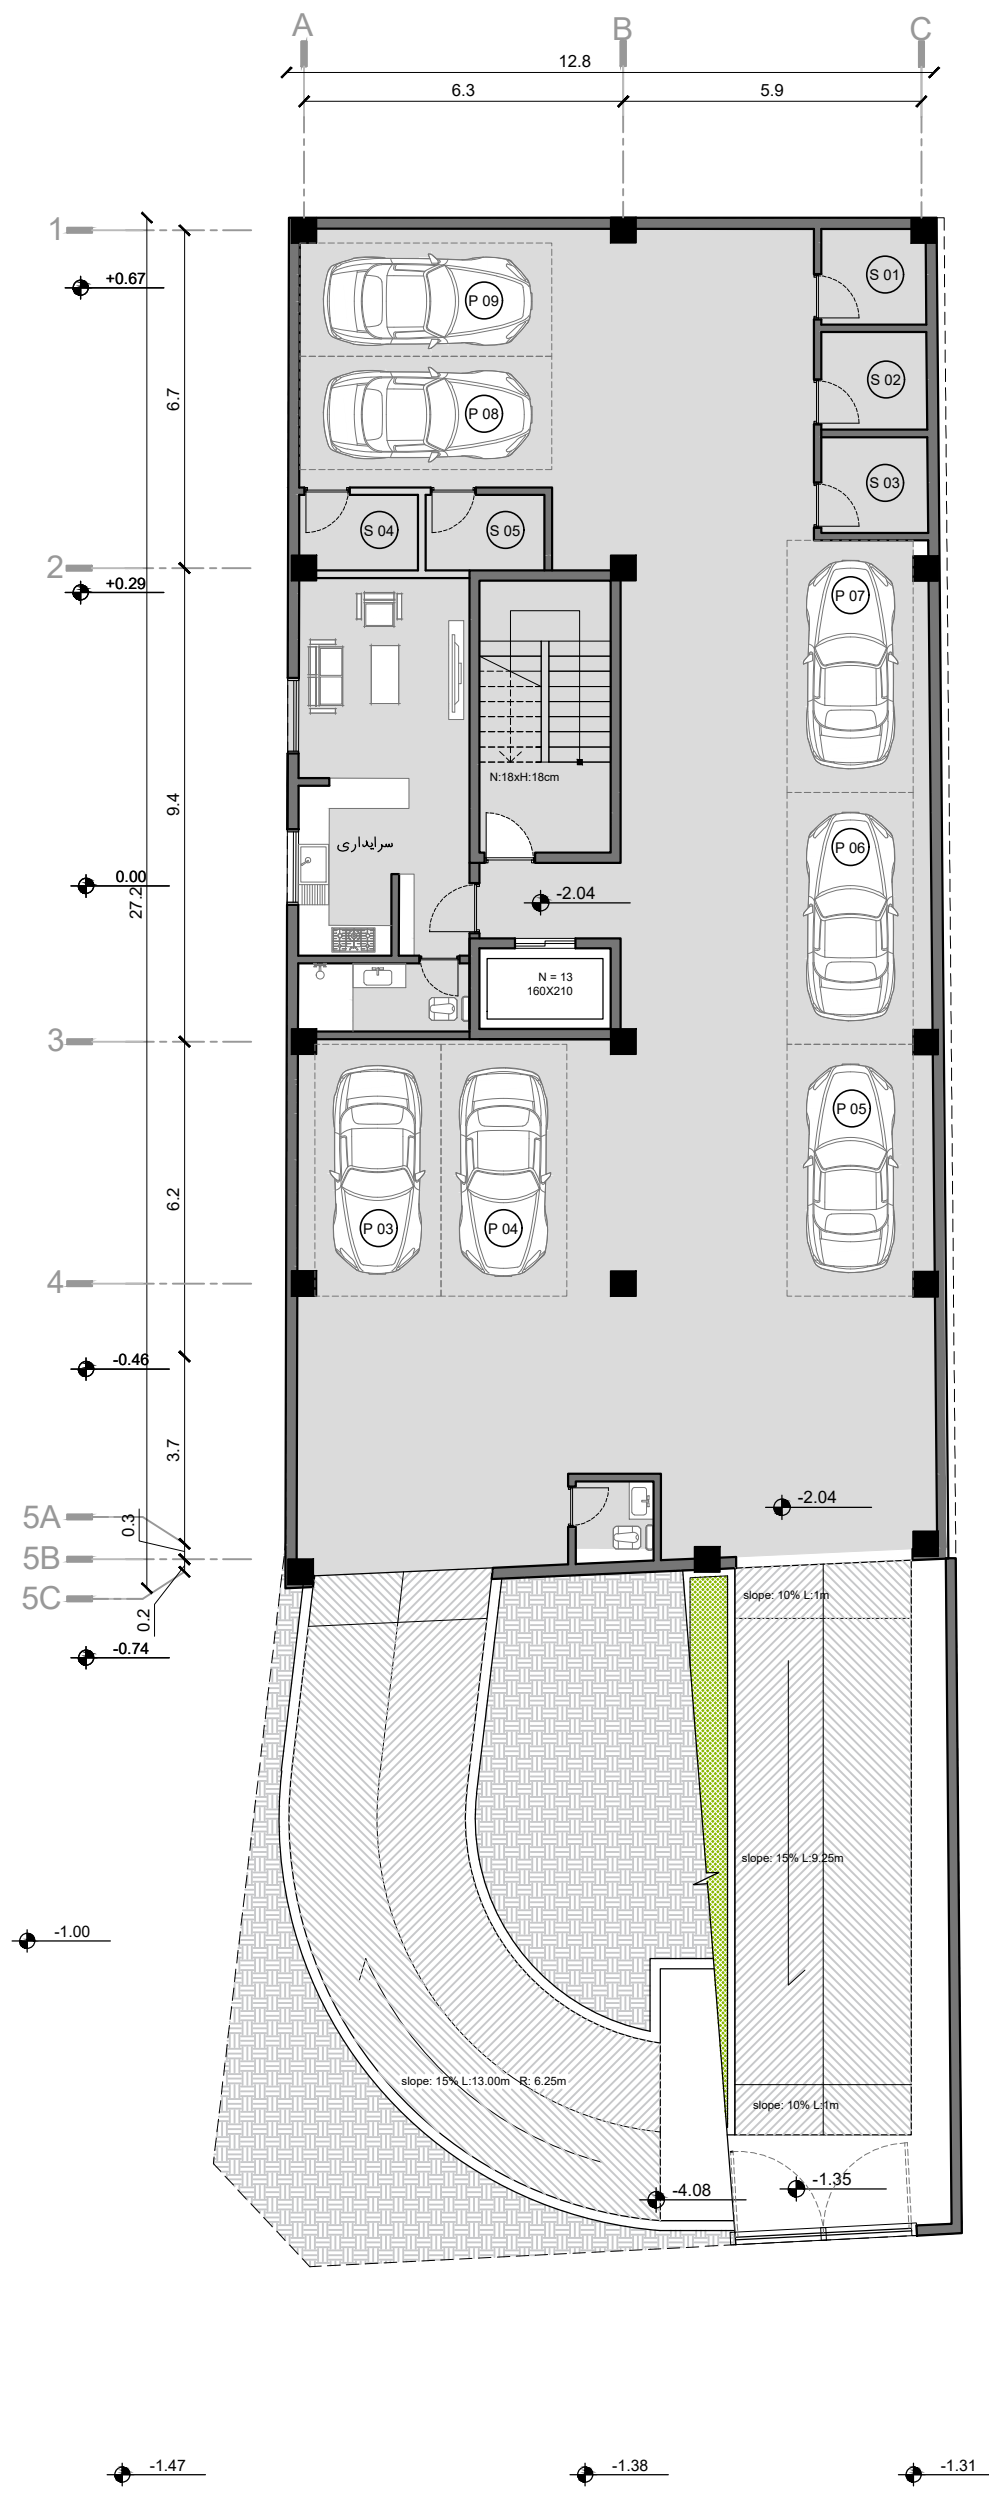 A
B
C
12.8
6.3
5.9
1
+0.67
P 09
S 01
6.7
P 08
S 02
S 03
S 04
S 05
2
+0.29
P 07
N:18xH:18cm
9.4
سرایداری
P 06
0.00
27.2
-2.04
N = 13
160X210
3
P 05
6.2
P 03
P 04
4
-0.46
3.7
-2.04
5A
0.3
5B
5C
0.2
slope: 10% L:1m
-0.74
slope: 15% L:9.25m
-1.00
slope: 15% L:13.00m R: 6.25m
slope: 10% L:1m
-4.08
-1.35
-1.47
-1.38
-1.31